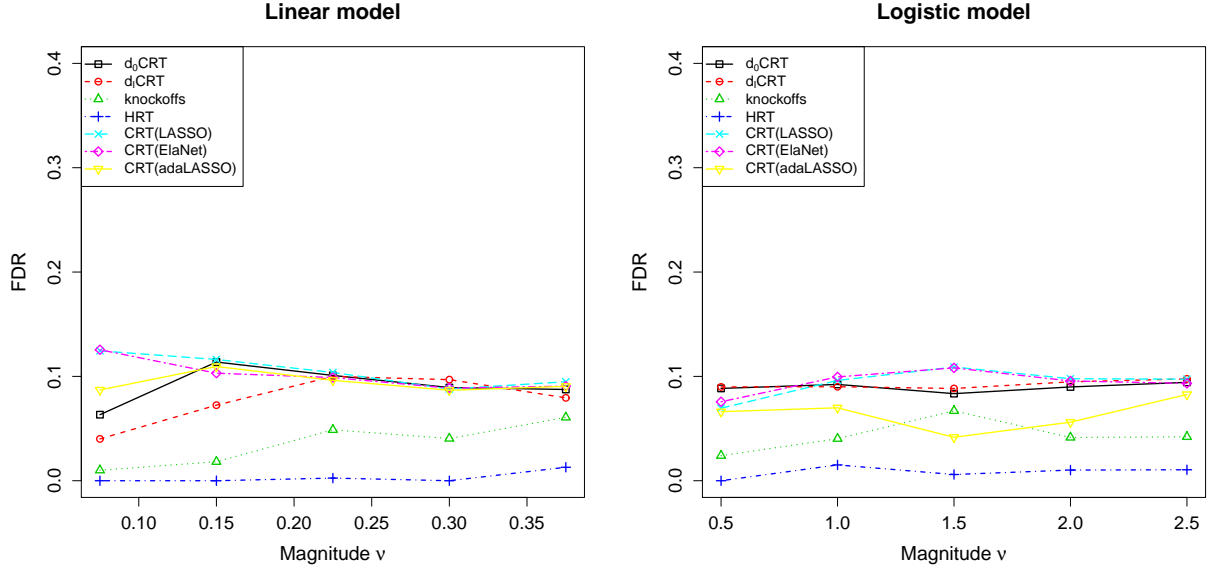 Linear model
FDR
0.0
0.1
0.2
0.3
0.4
d₀CRT
dᵢCRT
knockoffs
HRT
CRT(LASSO)
CRT(ElaNet)
CRT(adaLASSO)
0.10
0.15
0.20
0.25
0.30
0.35
Magnitude ν
Logistic model
FDR
0.0
0.1
0.2
0.3
0.4
d₀CRT
dᵢCRT
knockoffs
HRT
CRT(LASSO)
CRT(ElaNet)
CRT(adaLASSO)
0.5
1.0
1.5
2.0
2.5
Magnitude ν